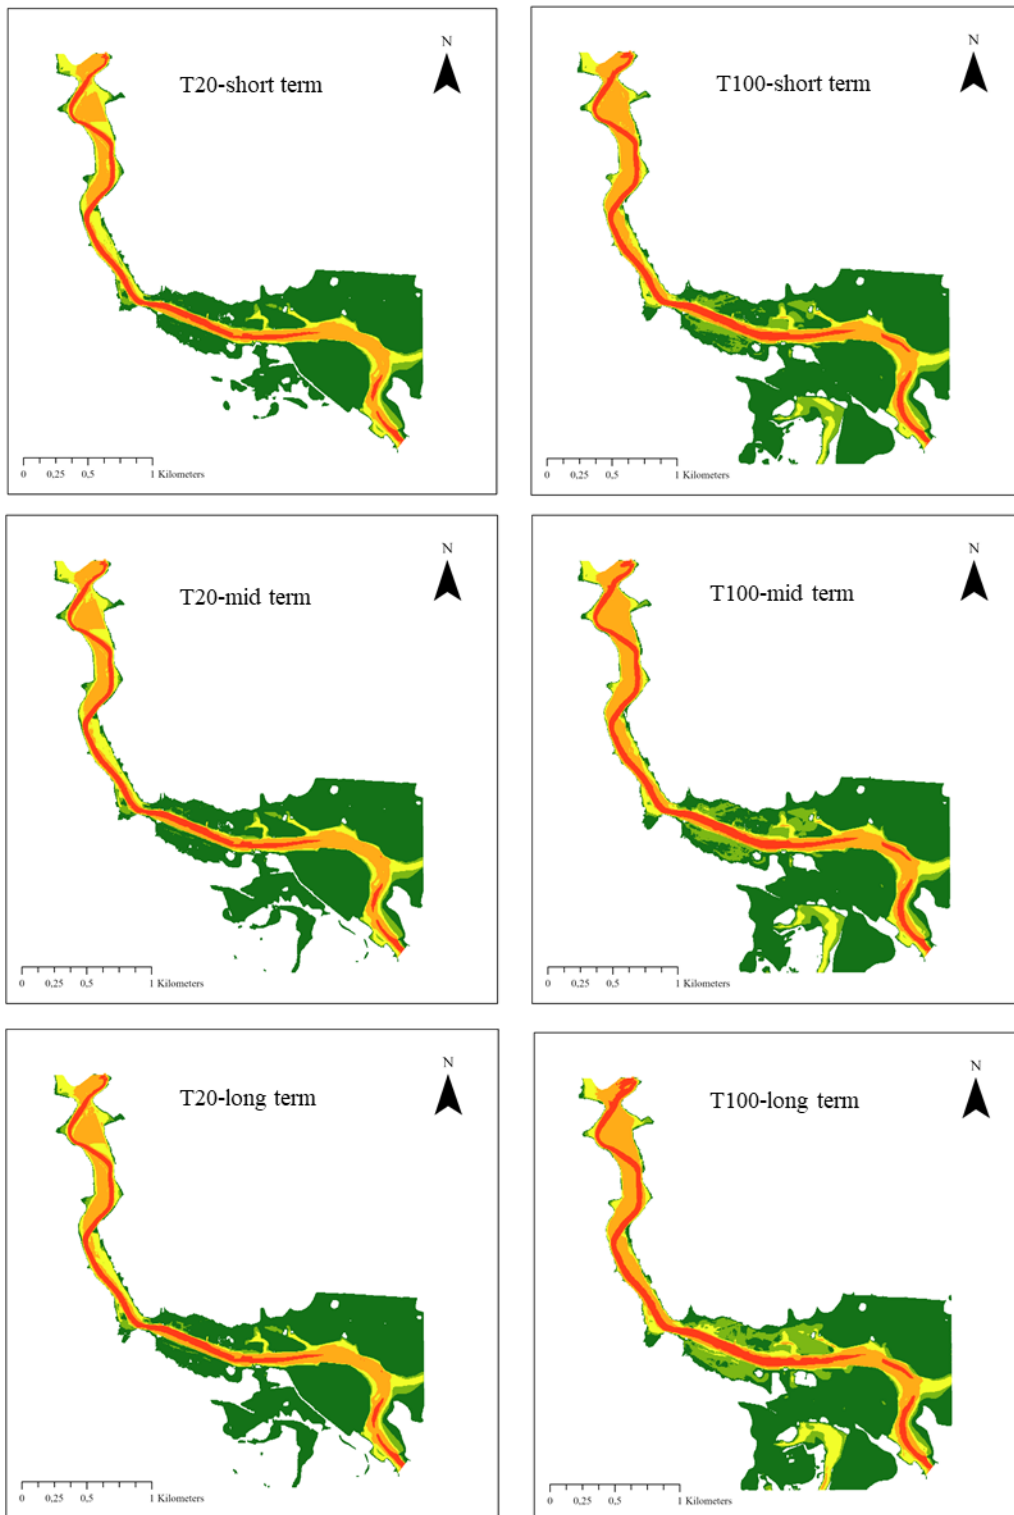 N
T20-short term
0 0,25 0,5 1 Kilometers
N
T100-short term
0 0,25 0,5 1 Kilometers
N
T20-mid term
0 0,25 0,5 1 Kilometers
N
T100-mid term
0 0,25 0,5 1 Kilometers
N
T20-long term
0 0,25 0,5 1 Kilometers
N
T100-long term
0 0,25 0,5 1 Kilometers